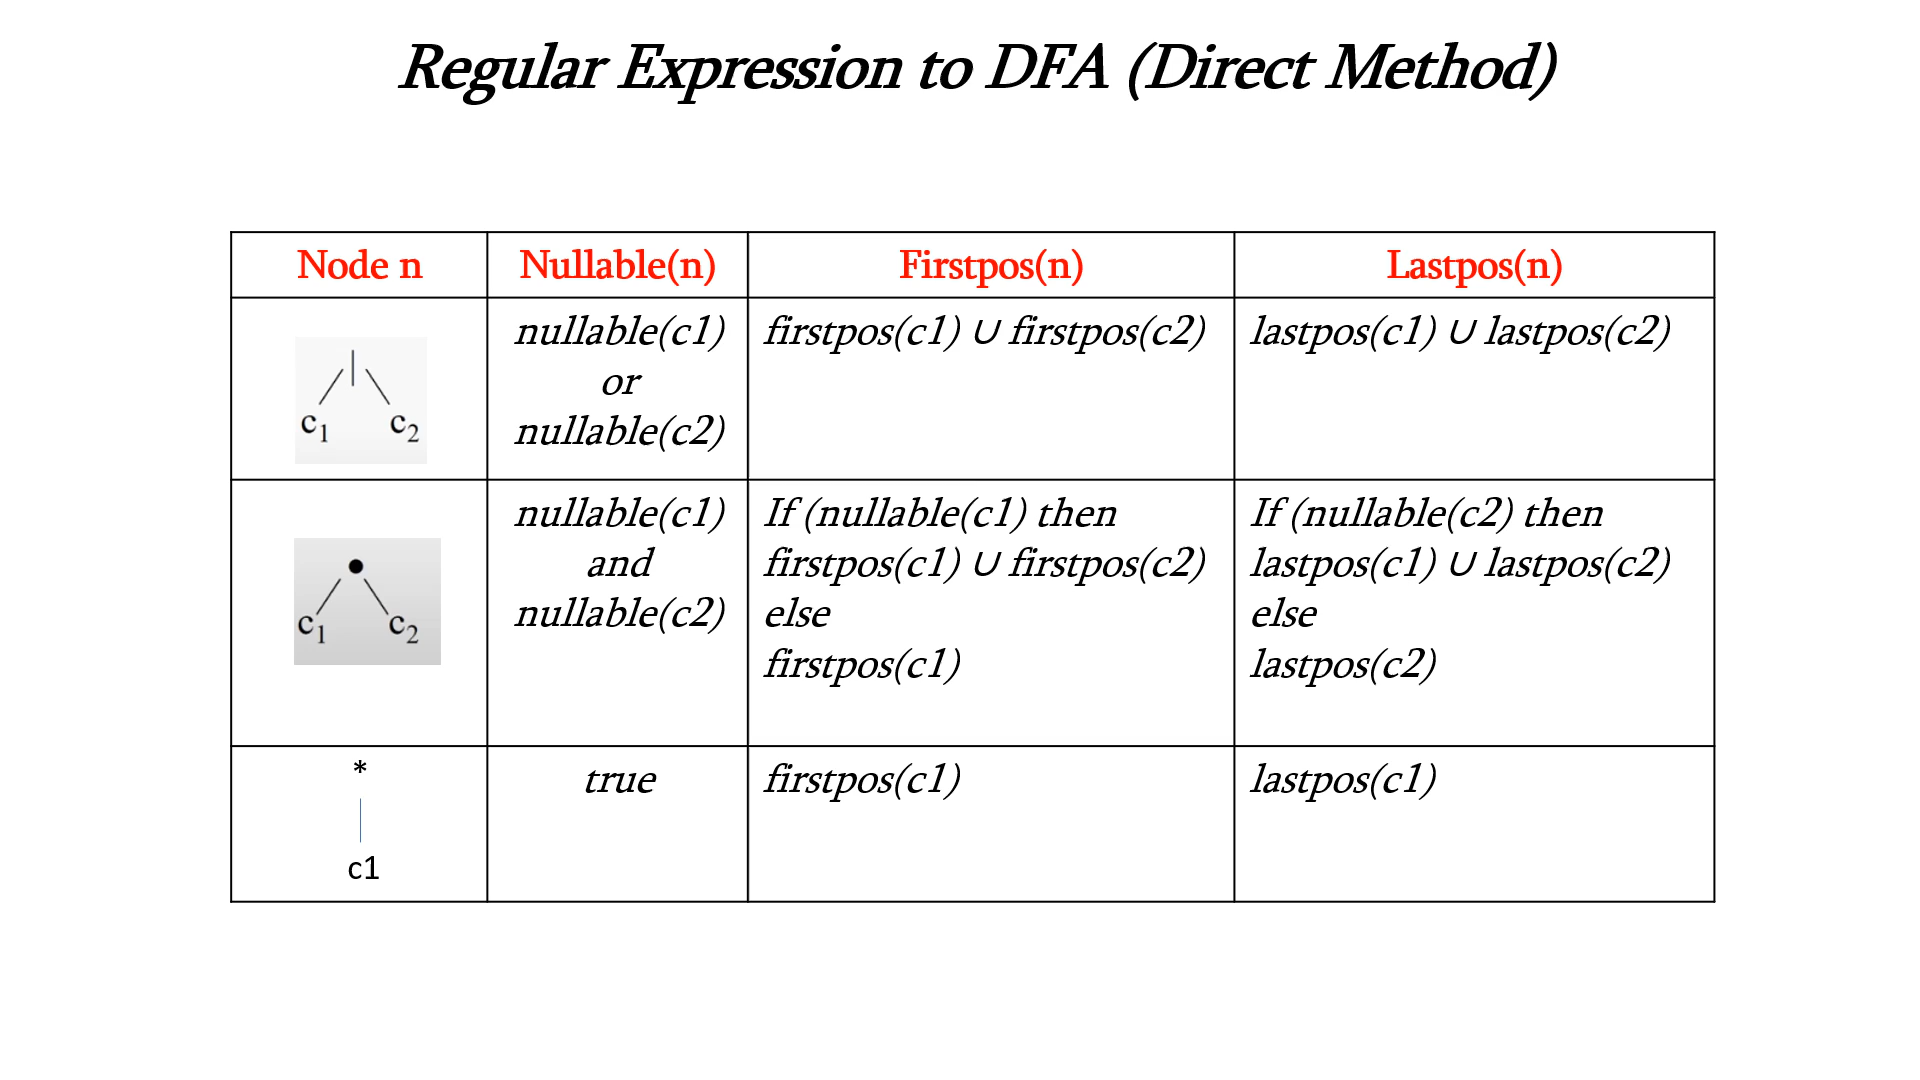 Regular Expression to DFA (Direct Method)
Node n
Nullable(n)
Firstpos(n)
Lastpos(n)
|
c1 c2
nullable(c1)
or
nullable(c2)
firstpos(c1) ∪ firstpos(c2)
lastpos(c1) ∪ lastpos(c2)
●
c1 c2
nullable(c1)
and
nullable(c2)
If (nullable(c1) then
firstpos(c1) ∪ firstpos(c2)
else
firstpos(c1)
If (nullable(c2) then
lastpos(c1) ∪ lastpos(c2)
else
lastpos(c2)
*
c1
true
firstpos(c1)
lastpos(c1)